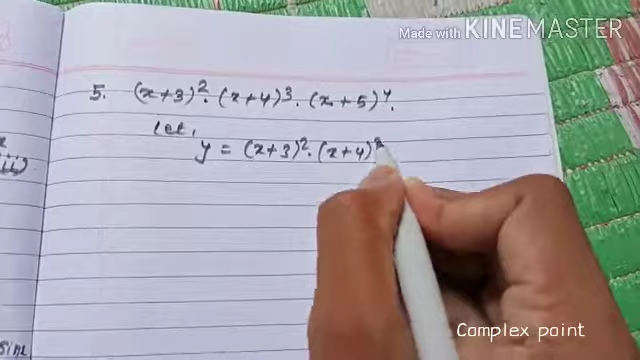 Made with KINEMASTER
5. (x+3)². (x+4)³. (x+5)⁴.
Let,
y = (x+3)². (x+4)³
Complex point